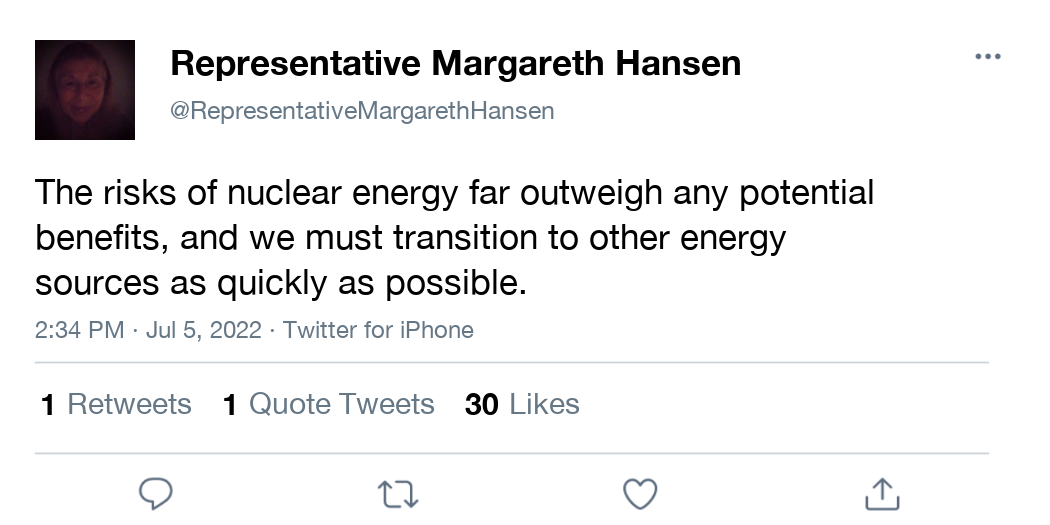 Representative Margareth Hansen
@RepresentativeMargarethHansen
The risks of nuclear energy far outweigh any potential
benefits, and we must transition to other energy
sources as quickly as possible.
2:34 PM · Jul 5, 2022 · Twitter for iPhone
1 Retweets 1 Quote Tweets 30 Likes